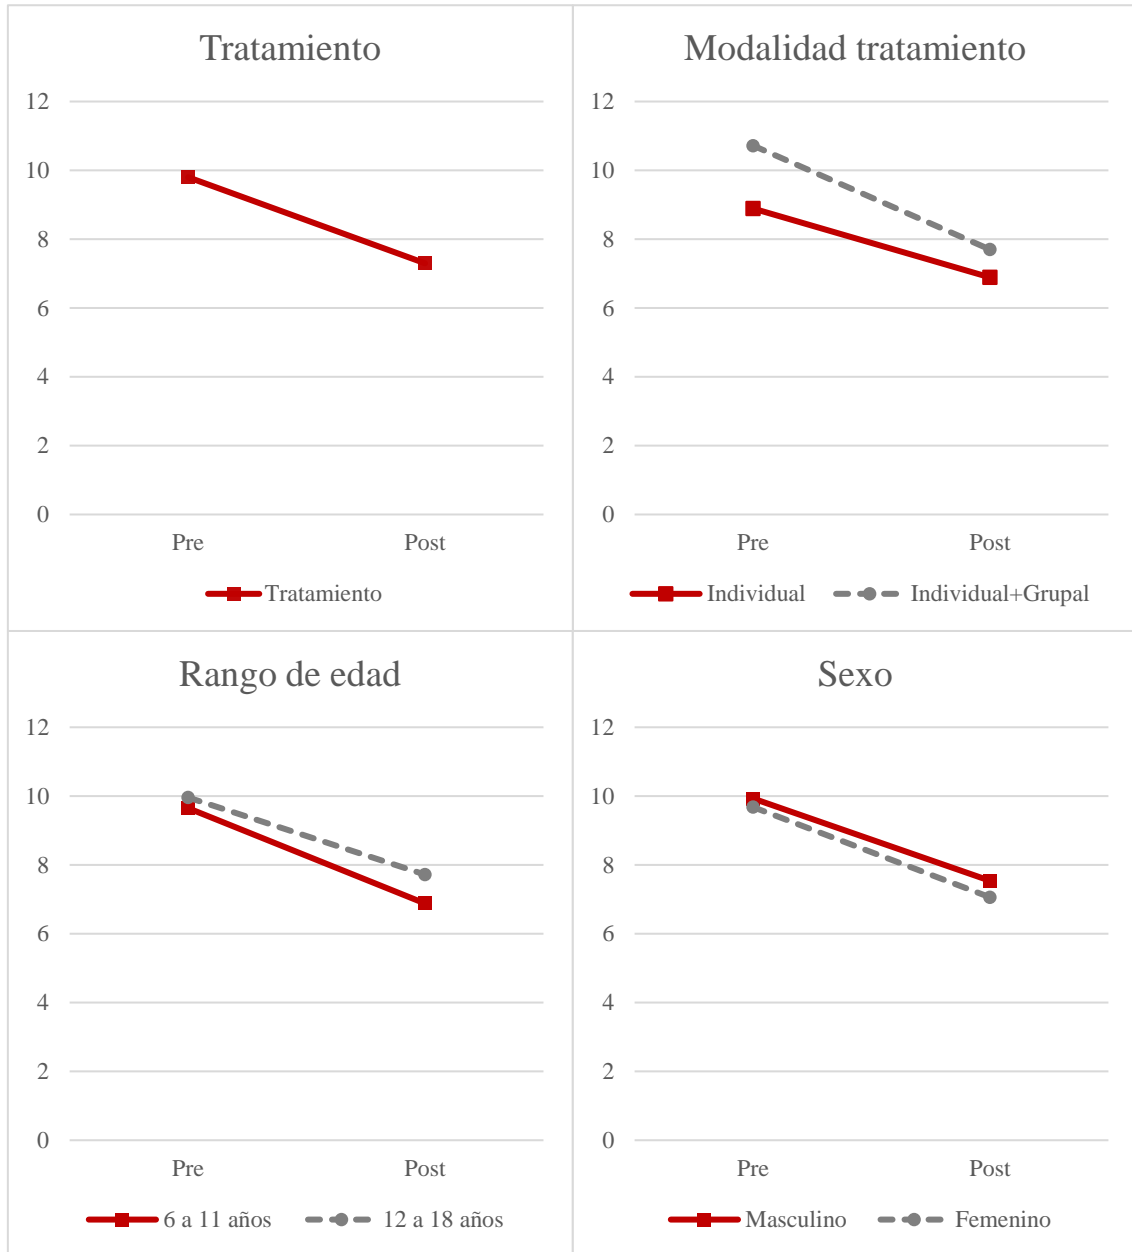 Tratamiento
12
10
8
6
4
2
0
Pre Post
Tratamiento
Modalidad tratamiento
12
10
8
6
4
2
0
Pre Post
Individual Individual+Grupal
Rango de edad
12
10
8
6
4
2
0
Pre Post
6 a 11 años 12 a 18 años
Sexo
12
10
8
6
4
2
0
Pre Post
Masculino Femenino